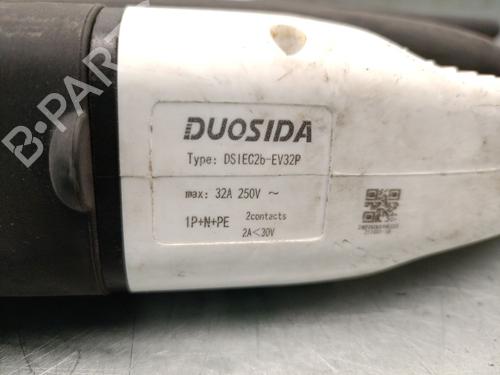 DUOSIDA
Type: DSIEC2b-EV32P
max: 32A 250V ~
1P+N+PE 2contacts
2A<30V
B-PARTS